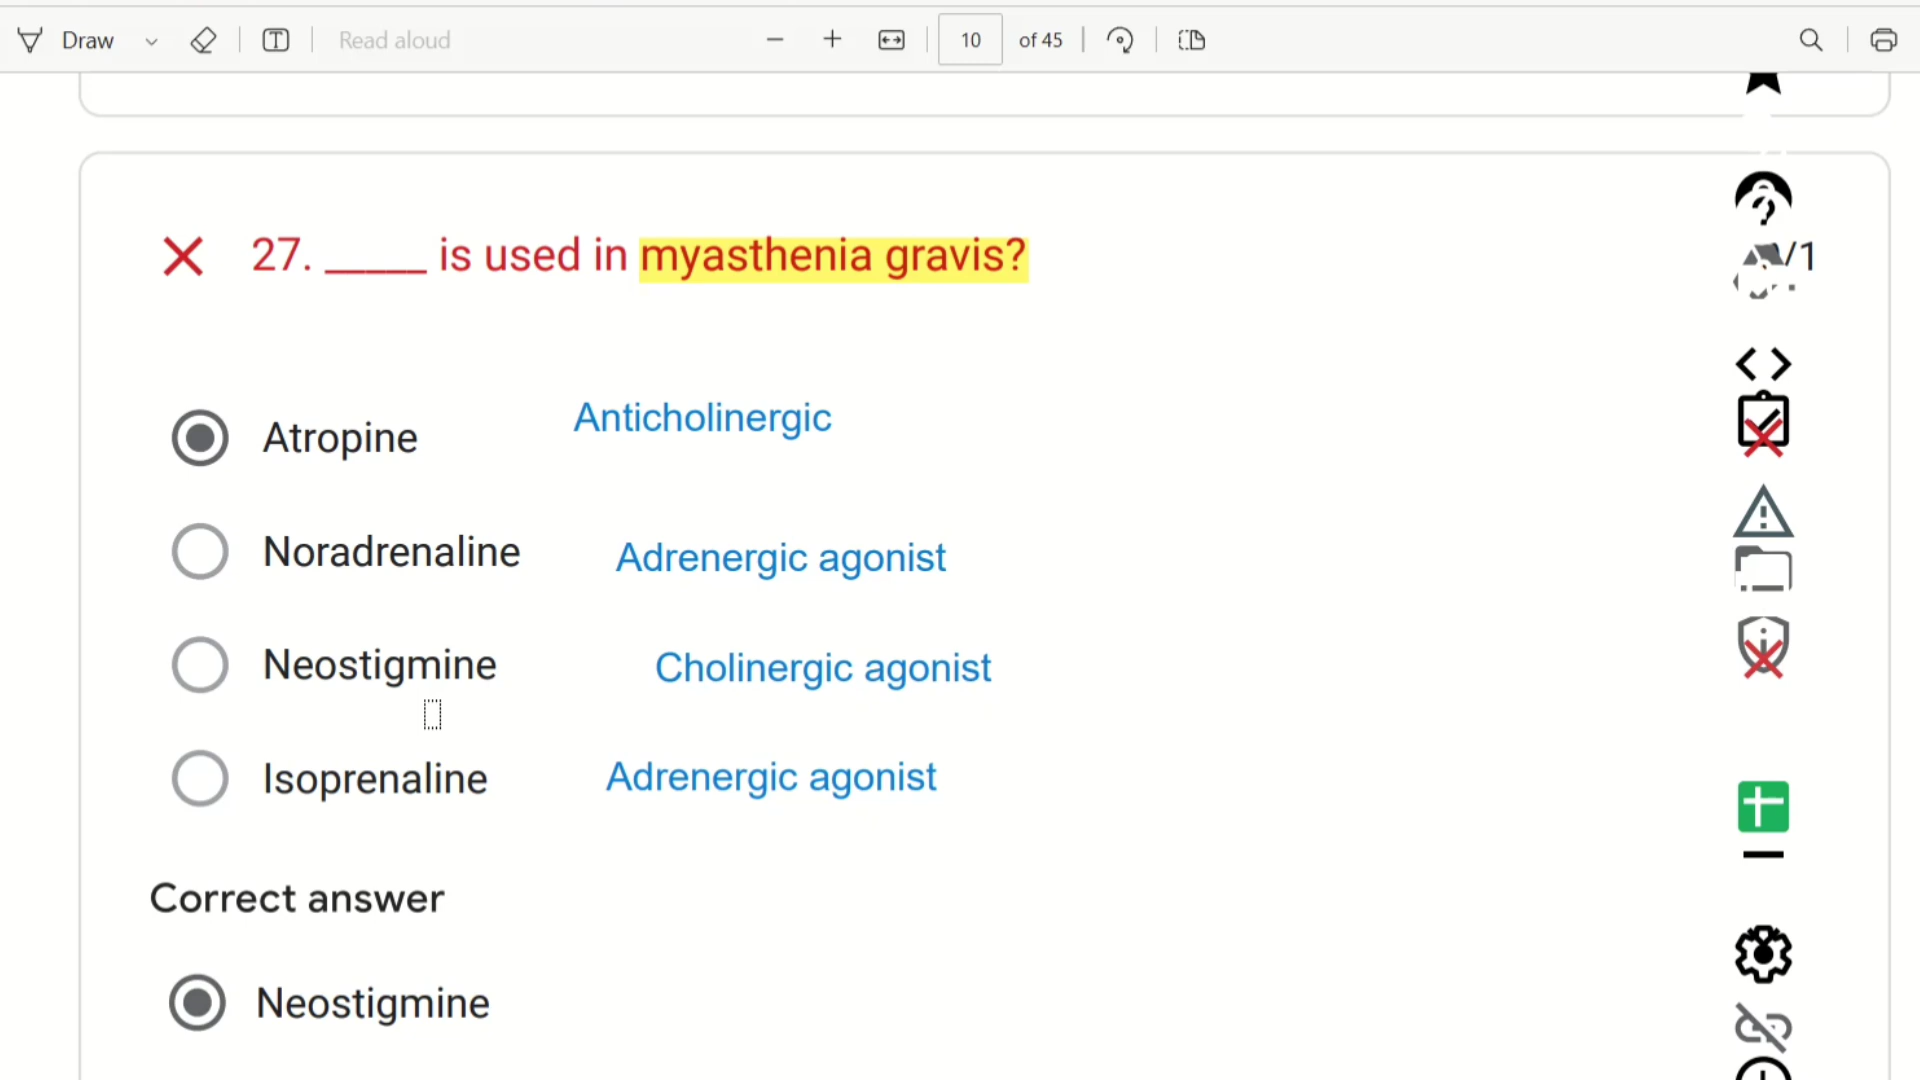 Draw Read aloud 10 of 45
27. _____ is used in myasthenia gravis?
/1
Atropine Anticholinergic
Noradrenaline Adrenergic agonist
Neostigmine Cholinergic agonist
Isoprenaline Adrenergic agonist
Correct answer
Neostigmine